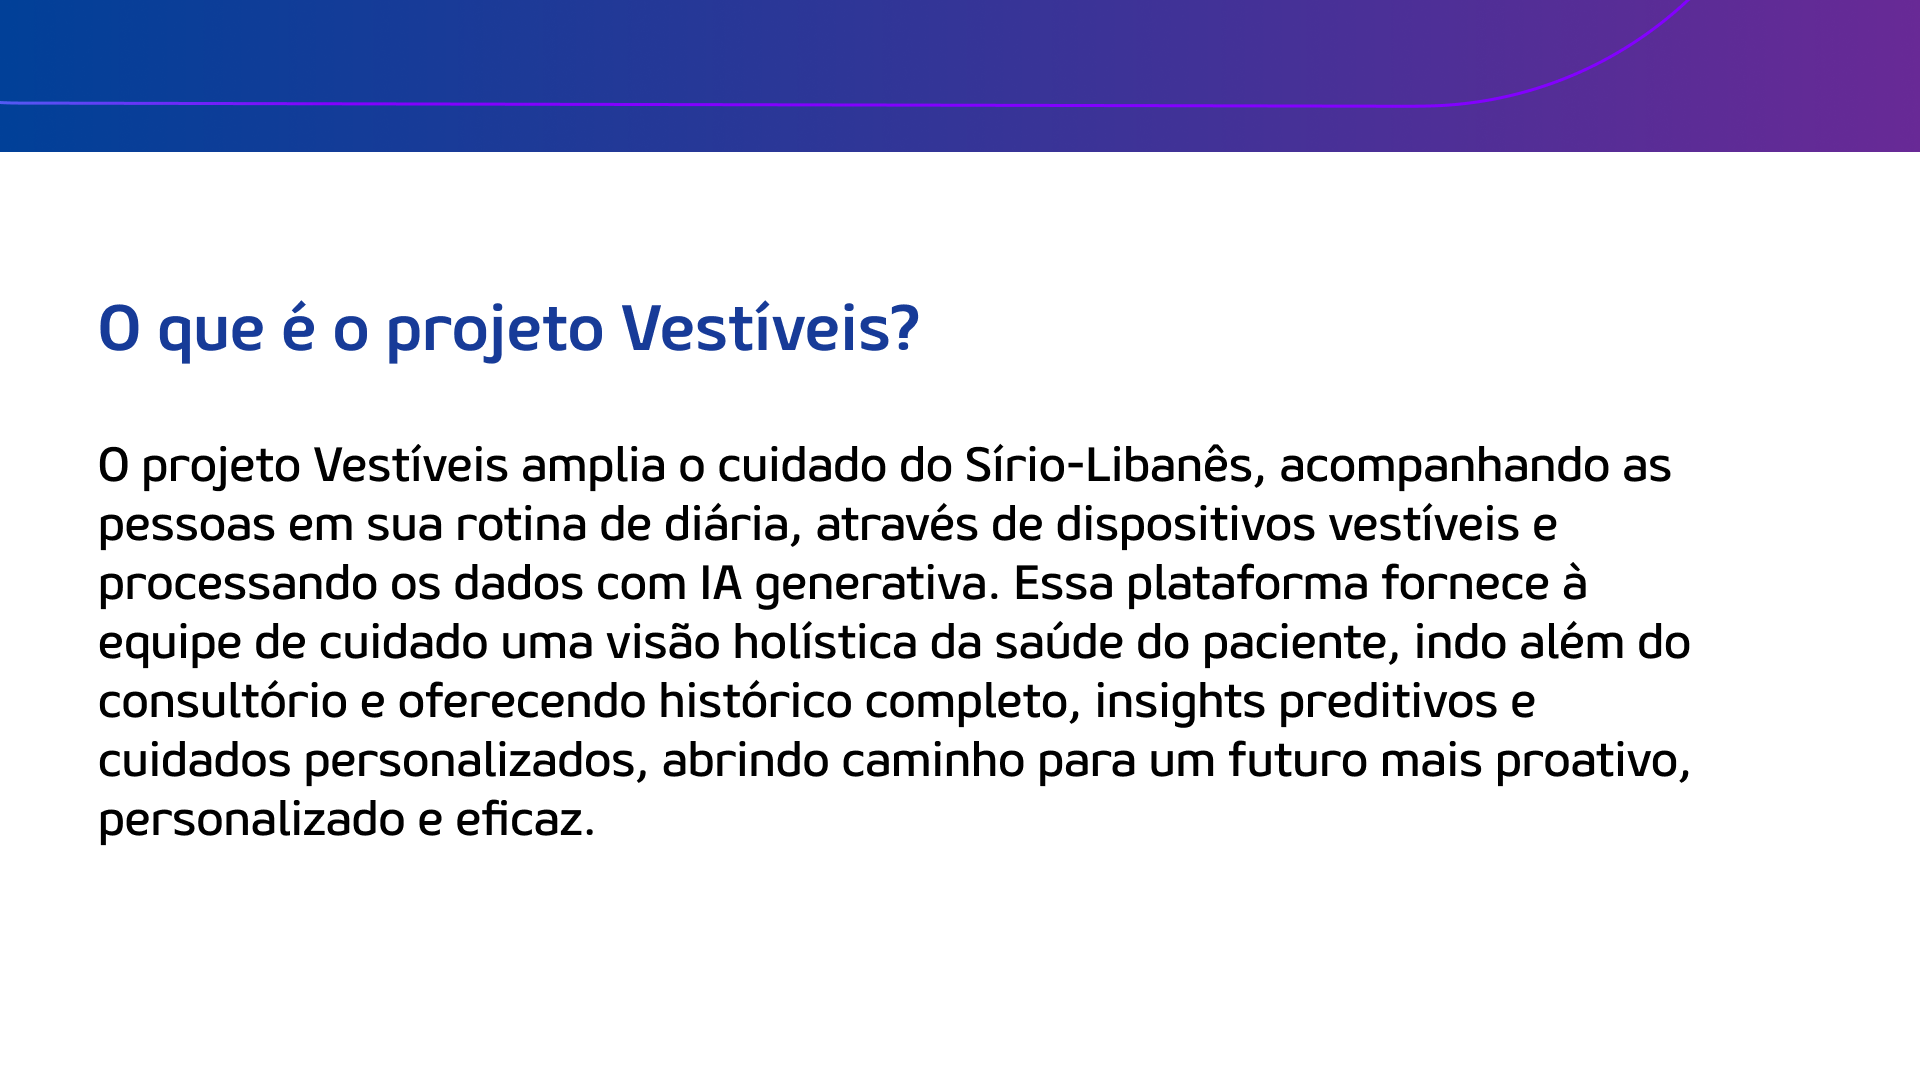 O que é o projeto Vestíveis?
O projeto Vestíveis amplia o cuidado do Sírio-Libanês, acompanhando as
pessoas em sua rotina de diária, através de dispositivos vestíveis e
processando os dados com IA generativa. Essa plataforma fornece à
equipe de cuidado uma visão holística da saúde do paciente, indo além do
consultório e oferecendo histórico completo, insights preditivos e
cuidados personalizados, abrindo caminho para um futuro mais proativo,
personalizado e eficaz.